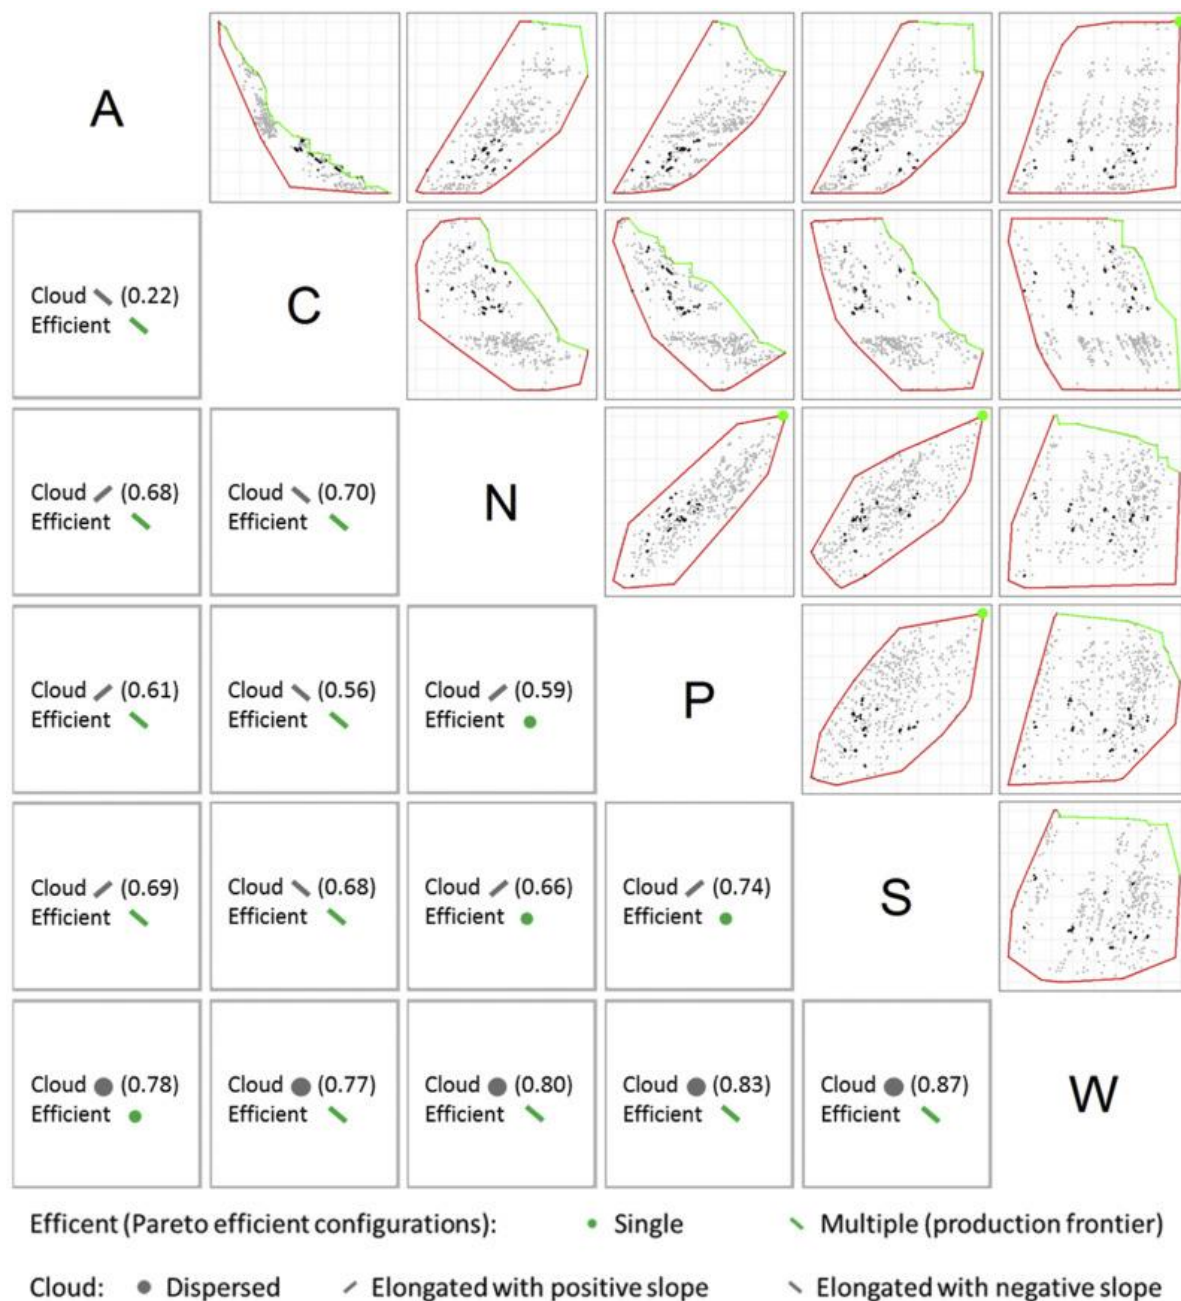 A
Cloud (0.22)
Efficient
C
Cloud (0.68)
Efficient
Cloud (0.70)
Efficient
N
Cloud (0.61)
Efficient
Cloud (0.56)
Efficient
Cloud (0.59)
Efficient
P
Cloud (0.69)
Efficient
Cloud (0.68)
Efficient
Cloud (0.66)
Efficient
Cloud (0.74)
Efficient
S
Cloud (0.78)
Efficient
Cloud (0.77)
Efficient
Cloud (0.80)
Efficient
Cloud (0.83)
Efficient
Cloud (0.87)
Efficient
W
Efficent (Pareto efficient configurations): Single Multiple (production frontier)
Cloud: Dispersed Elongated with positive slope Elongated with negative slope